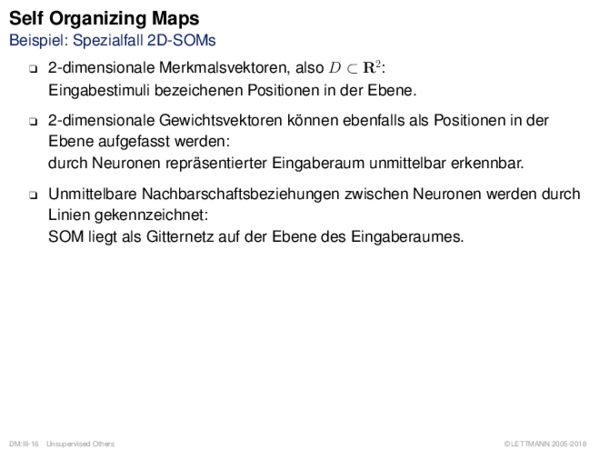 Self Organizing Maps
Beispiel: Spezialfall 2D-SOMs
❑ 2-dimensionale Merkmalsvektoren, also D ⊂ R²:
Eingabestimuli bezeichenen Positionen in der Ebene.
❑ 2-dimensionale Gewichtsvektoren können ebenfalls als Positionen in der
Ebene aufgefasst werden:
durch Neuronen repräsentierter Eingaberaum unmittelbar erkennbar.
❑ Unmittelbare Nachbarschaftsbeziehungen zwischen Neuronen werden durch
Linien gekennzeichnet:
SOM liegt als Gitternetz auf der Ebene des Eingaberaumes.
DM:III-16 Unsupervised Others ©LETTMANN 2005-2018